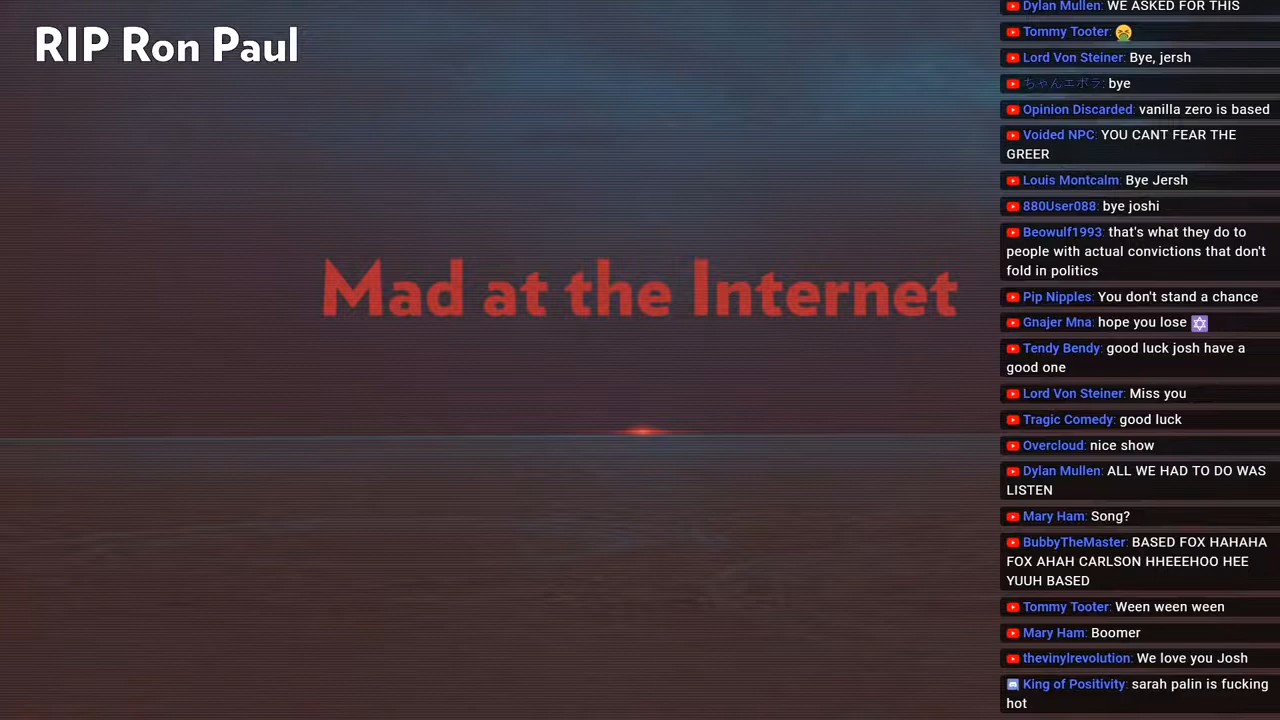 RIP Ron Paul
Mad at the Internet
Dylan Mullen: WE ASKED FOR THIS
Tommy Tooter:
Lord Von Steiner: Bye, jersh
ちゃんエボラ: bye
Opinion Discarded: vanilla zero is based
Voided NPC: YOU CANT FEAR THE
GREER
Louis Montcalm: Bye Jersh
880User088: bye joshi
Beowulf1993: that's what they do to
people with actual convictions that don't
fold in politics
Pip Nipples: You don't stand a chance
Gnajer Mna: hope you lose
Tendy Bendy: good luck josh have a
good one
Lord Von Steiner: Miss you
Tragic Comedy: good luck
Overcloud: nice show
Dylan Mullen: ALL WE HAD TO DO WAS
LISTEN
Mary Ham: Song?
BubbyTheMaster: BASED FOX HAHAHA
FOX AHAH CARLSON HHEEEHOO HEE
YUUH BASED
Tommy Tooter: Ween ween ween
Mary Ham: Boomer
thevinylrevolution: We love you Josh
King of Positivity: sarah palin is fucking
hot